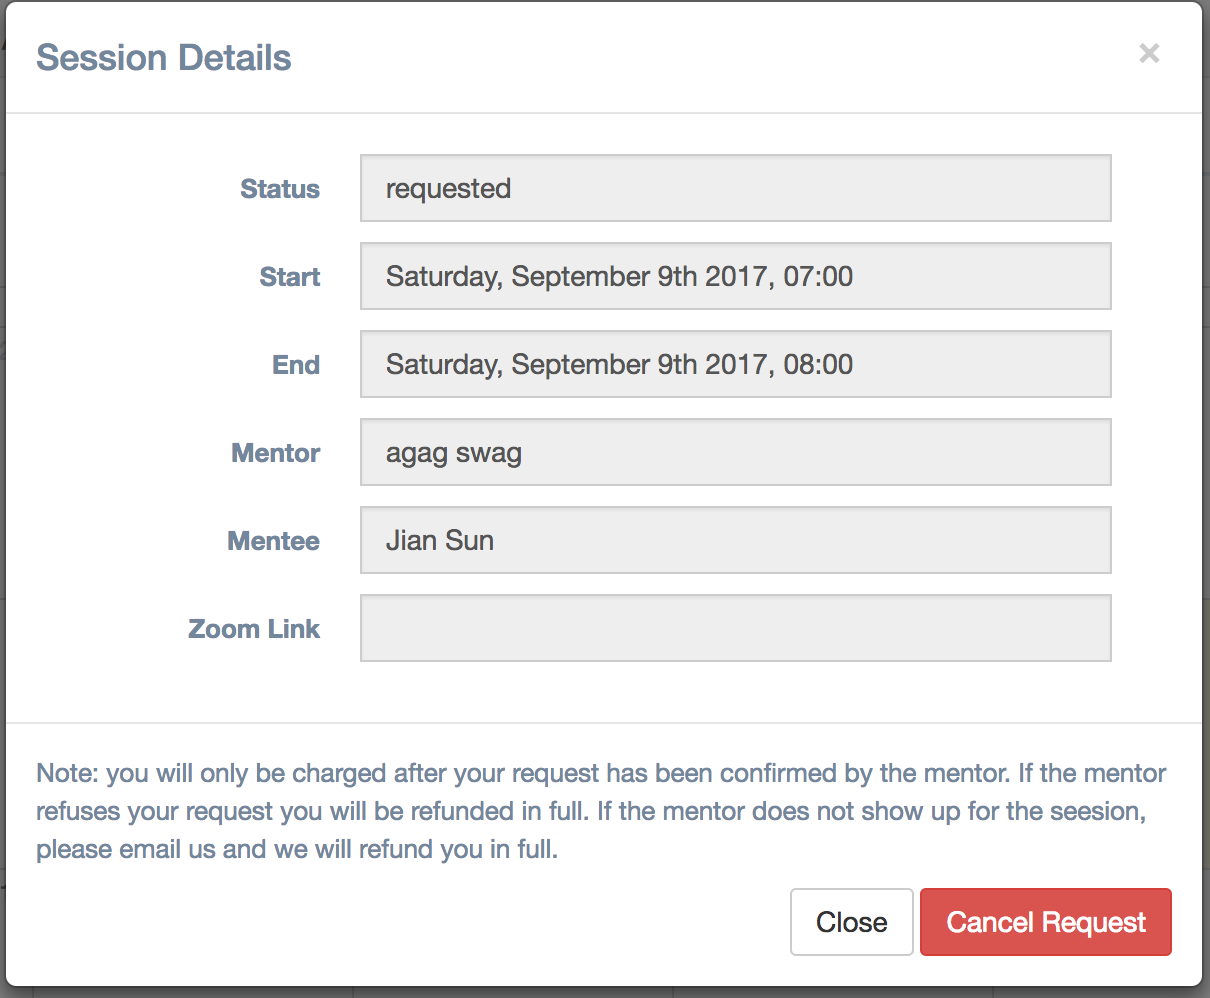 Session Details
×
Status requested
Start Saturday, September 9th 2017, 07:00
End Saturday, September 9th 2017, 08:00
Mentor agag swag
Mentee Jian Sun
Zoom Link
Note: you will only be charged after your request has been confirmed by the mentor. If the mentor
refuses your request you will be refunded in full. If the mentor does not show up for the seesion,
please email us and we will refund you in full.
Close Cancel Request